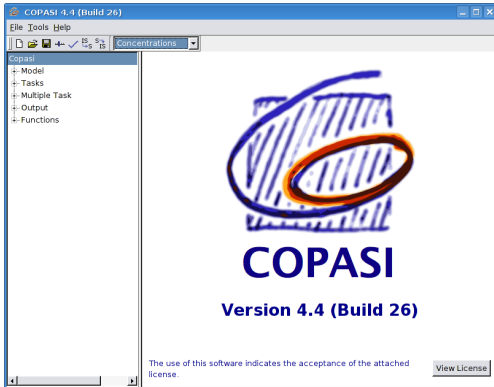 COPASI 4.4 (Build 26)
File Tools Help
Concentrations
Copasi
Model
Tasks
Multiple Task
Output
Functions
COPASI
Version 4.4 (Build 26)
The use of this software indicates the acceptance of the attached
license.
View License